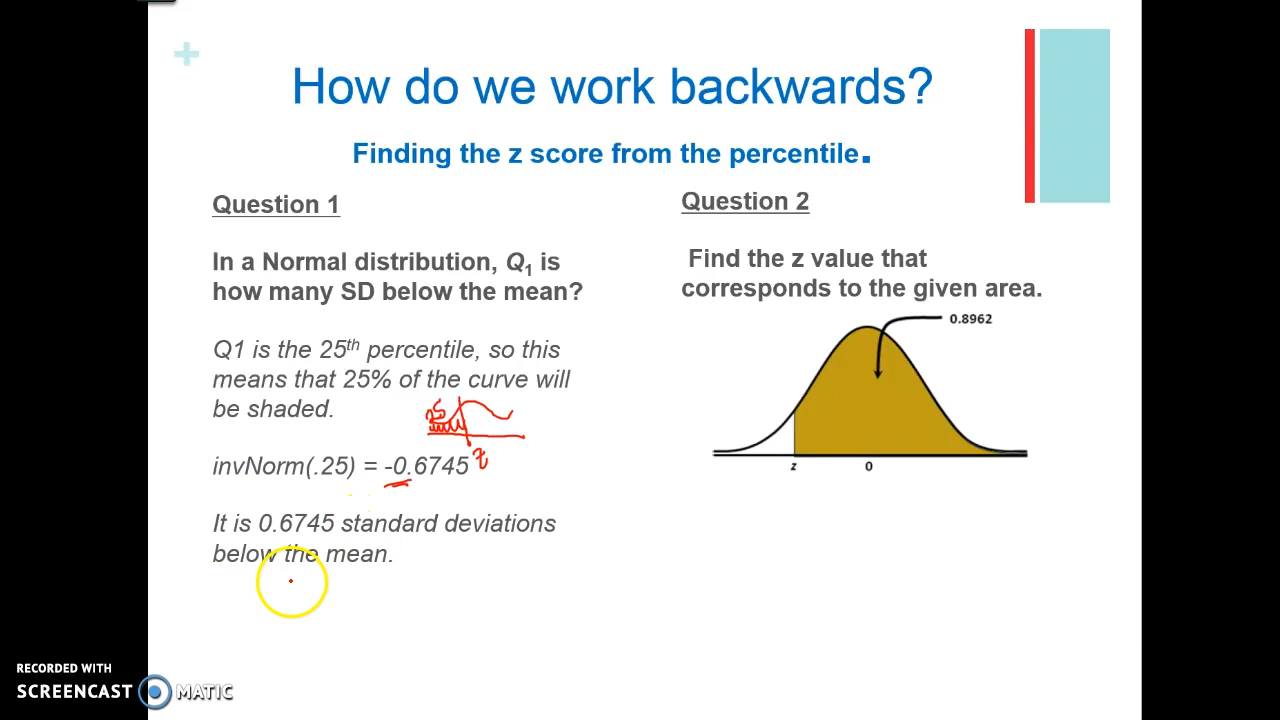 +
How do we work backwards?
Finding the z score from the percentile.
Question 1
In a Normal distribution, Q1 is
how many SD below the mean?
Q1 is the 25th percentile, so this
means that 25% of the curve will
be shaded.
25
invNorm(.25) = -0.6745
z
It is 0.6745 standard deviations
below the mean.
Question 2
Find the z value that
corresponds to the given area.
0.8962
z 0
RECORDED WITH
SCREENCAST MATIC